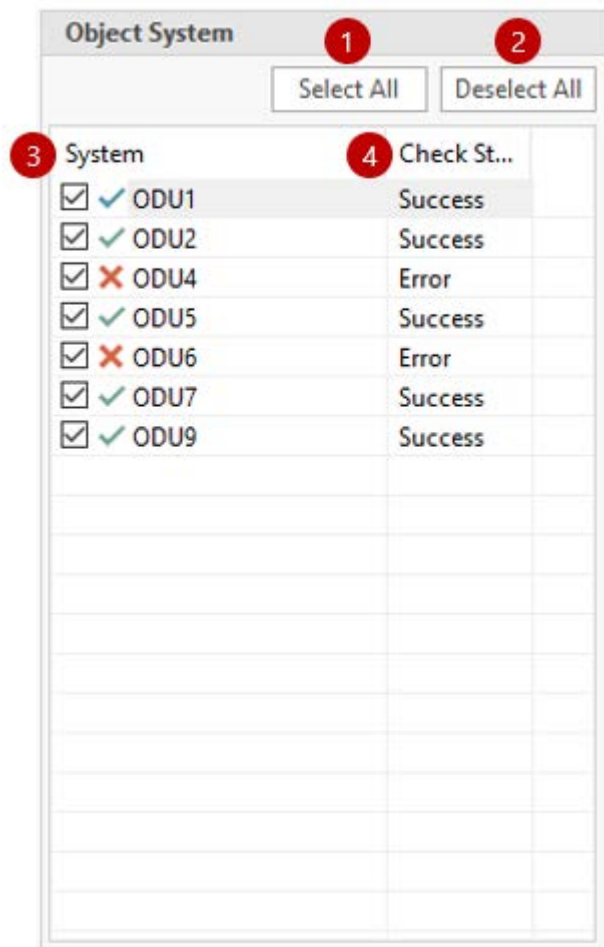 Object System
1 2
Select All Deselect All
3 System 4 Check St...
ODU1 Success
ODU2 Success
ODU4 Error
ODU5 Success
ODU6 Error
ODU7 Success
ODU9 Success